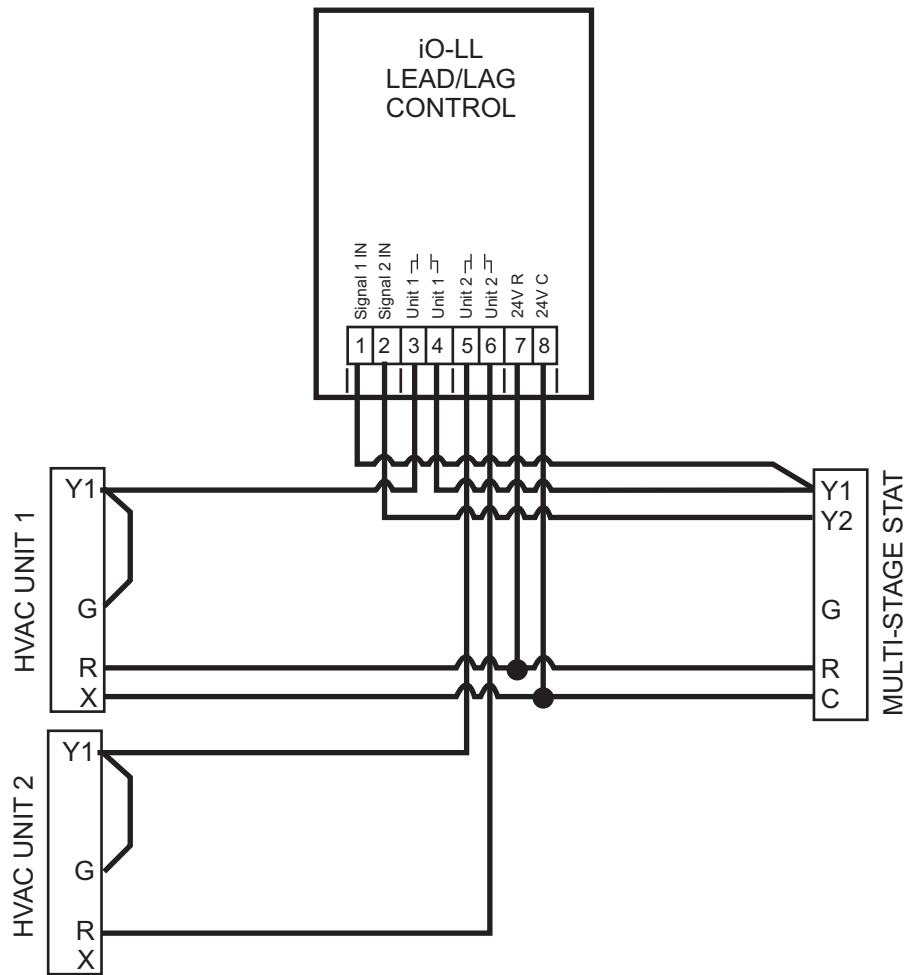 iO-LL
LEAD/LAG
CONTROL
Signal 1 IN
Signal 2 IN
Unit 1
Unit 1
Unit 2
Unit 2
24V R
24V C
1 2 3 4 5 6 7 8
HVAC UNIT 1
Y1
G
R
X
MULTI-STAGE STAT
Y1
Y2
G
R
C
HVAC UNIT 2
Y1
G
R
X